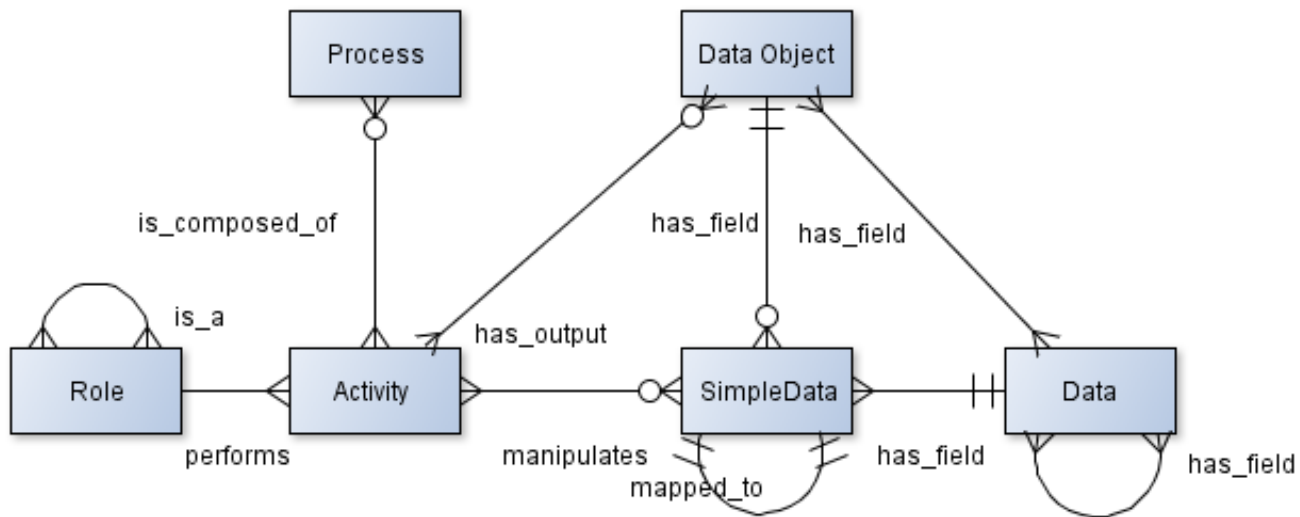 Process
Data Object
is_composed_of
has_field
has_field
is_a
has_output
Role
Activity
SimpleData
Data
performs
manipulates
has_field
has_field
mapped_to